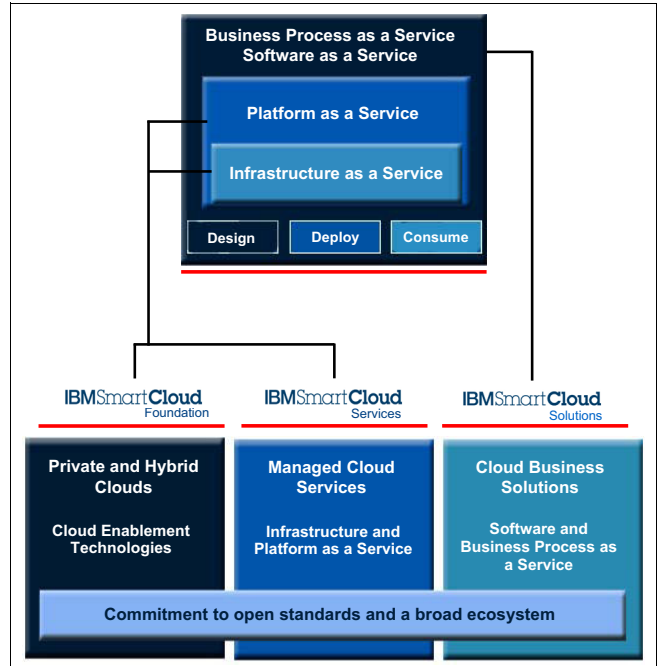 Business Process as a Service
Software as a Service
Platform as a Service
Infrastructure as a Service
Design
Deploy
Consume
IBMSmartCloud
Foundation
IBMSmartCloud
Services
IBMSmartCloud
Solutions
Private and Hybrid
Clouds
Cloud Enablement
Technologies
Managed Cloud
Services
Infrastructure and
Platform as a Service
Cloud Business
Solutions
Software and
Business Process as
a Service
Commitment to open standards and a broad ecosystem